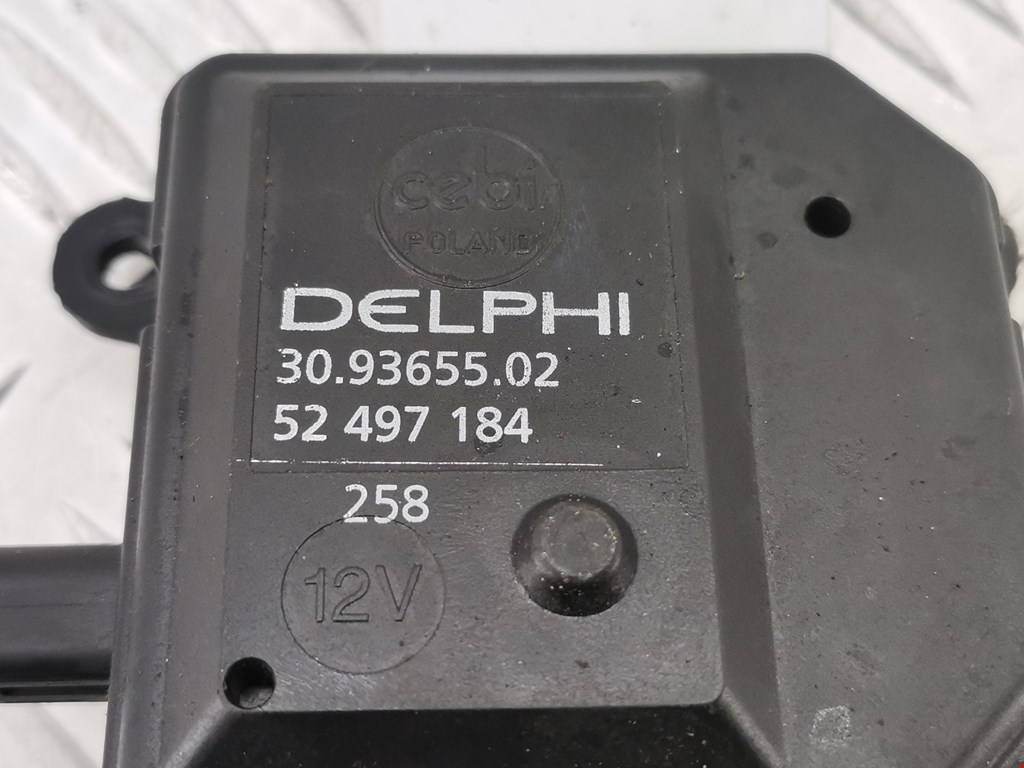 cebi
POLAND
DELPHI
30.93655.02
52 497 184
258
12V